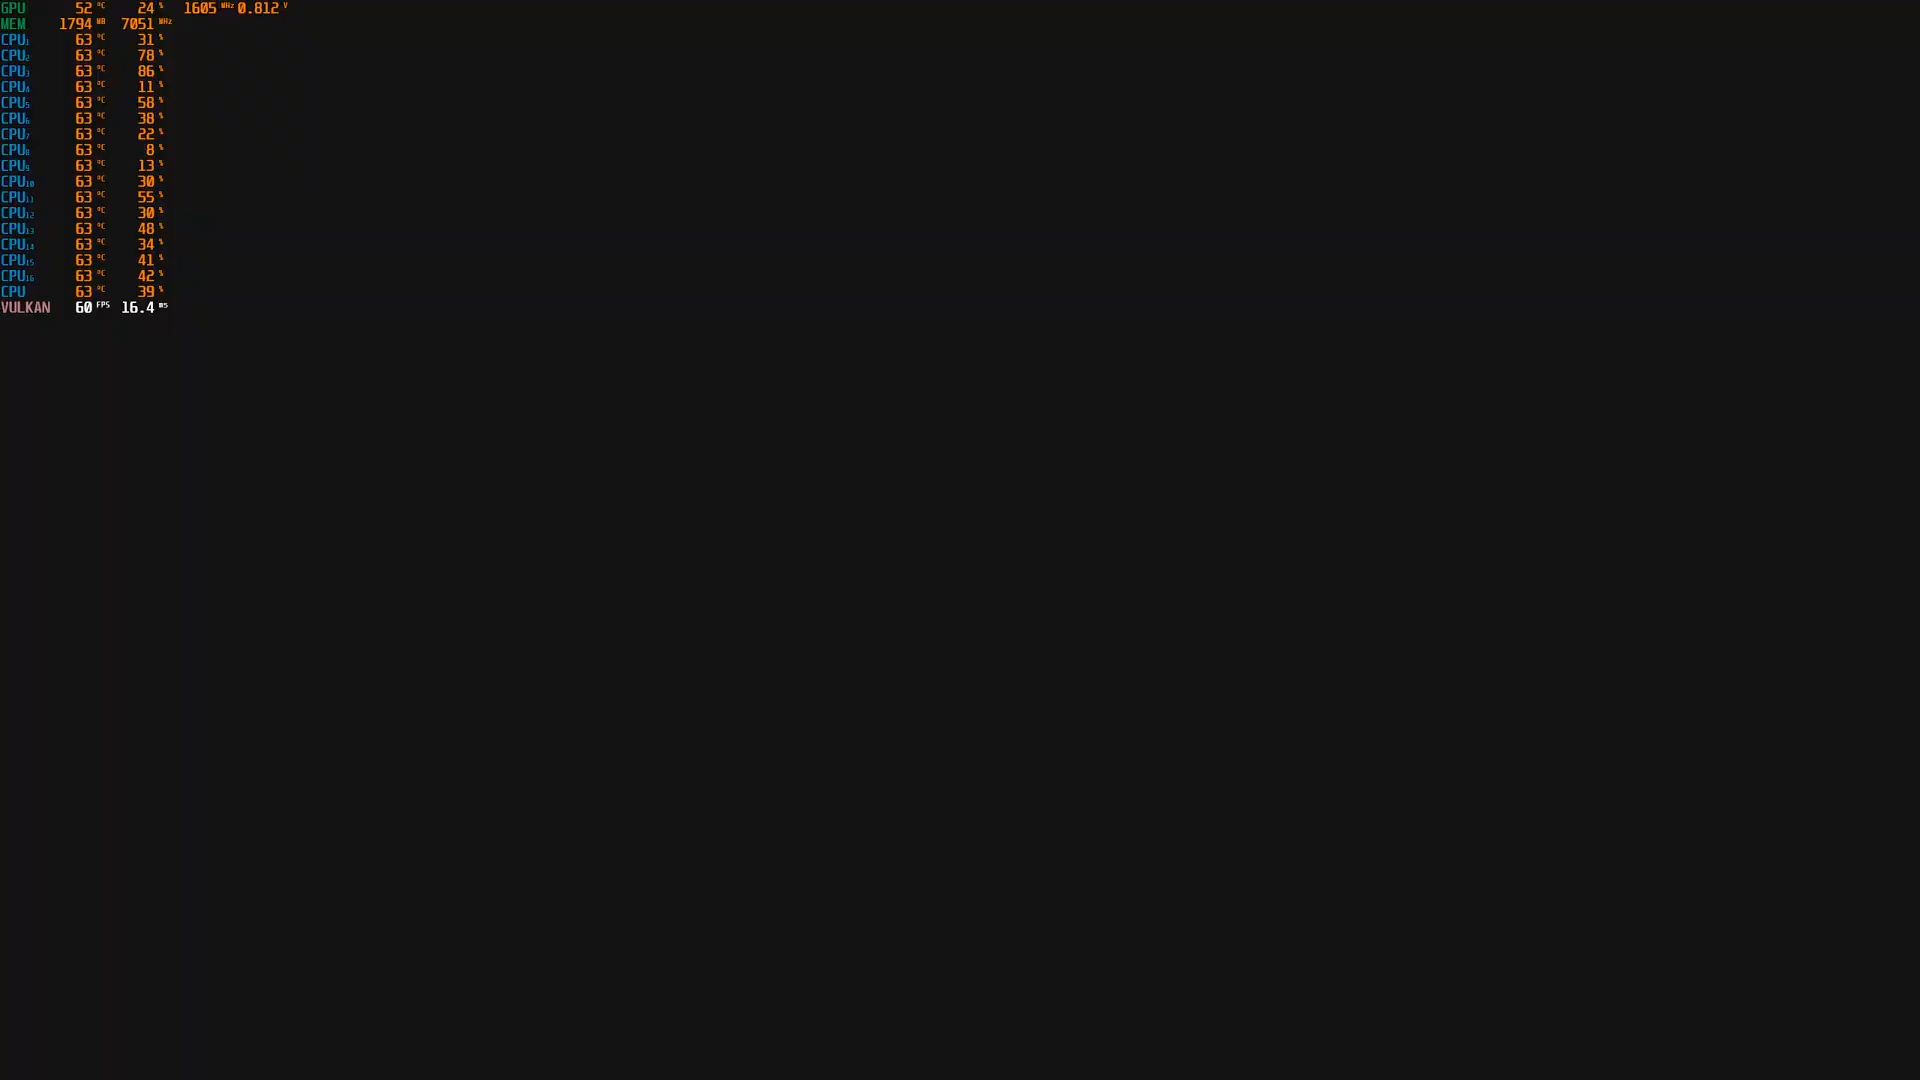 GPU 52 °C 24 % 1605 MHz 0.812 V
MEM 1794 MB 7051 MHz
CPU1 63 °C 31 %
CPU2 63 °C 78 %
CPU3 63 °C 86 %
CPU4 63 °C 11 %
CPU5 63 °C 58 %
CPU6 63 °C 38 %
CPU7 63 °C 22 %
CPU8 63 °C 8 %
CPU9 63 °C 13 %
CPU10 63 °C 30 %
CPU11 63 °C 55 %
CPU12 63 °C 30 %
CPU13 63 °C 48 %
CPU14 63 °C 34 %
CPU15 63 °C 41 %
CPU16 63 °C 42 %
CPU 63 °C 39 %
VULKAN 60 FPS 16.4 ms